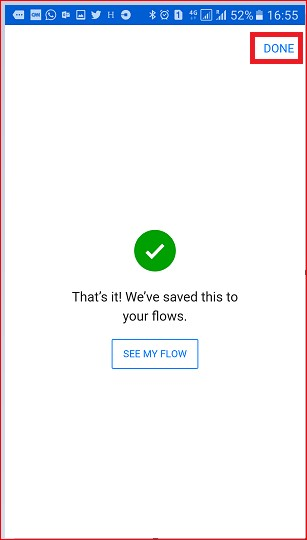 52% 16:55
DONE
That's it! We've saved this to
your flows.
SEE MY FLOW